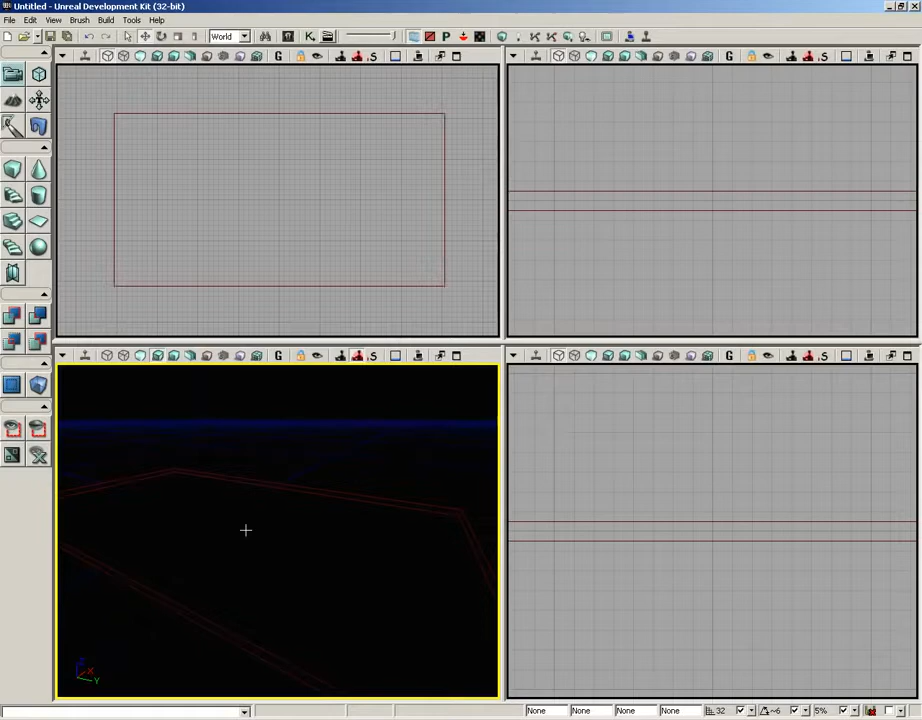 Untitled - Unreal Development Kit (32-bit)
File Edit View Brush Build Tools Help
World K P
G S G S
G S G S
X
Y
None None None None 32 ~6 5%